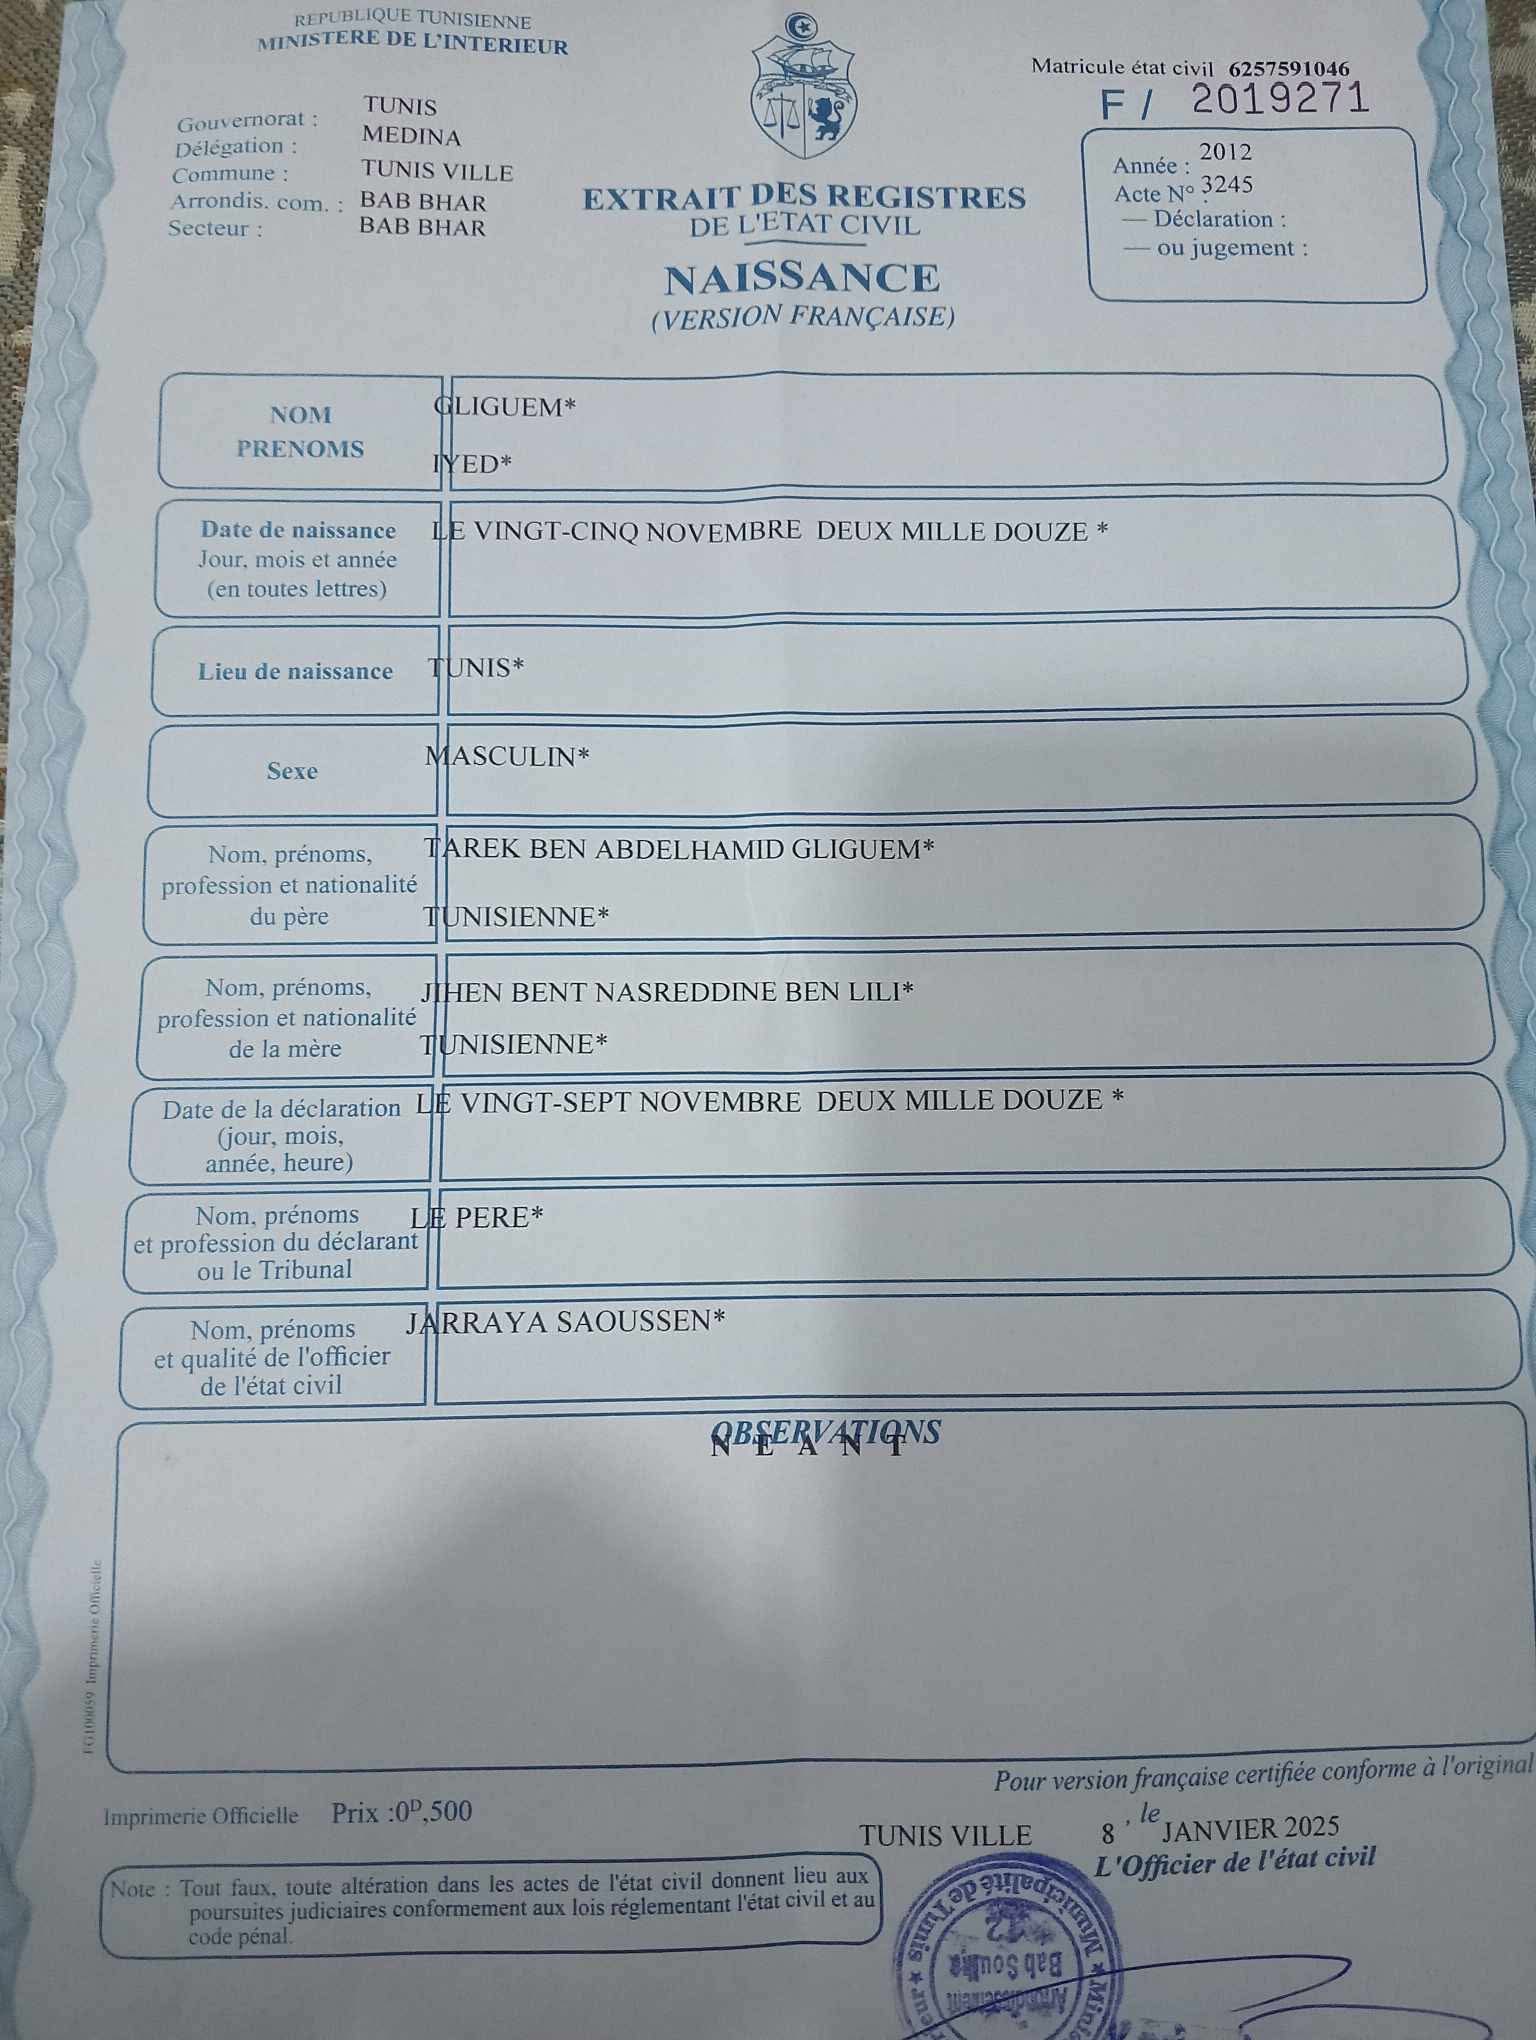 REPUBLIQUE TUNISIENNE
MINISTERE DE L'INTERIEUR
Matricule état civil 6257591046
F / 2019271
Gouvernorat : TUNIS
Délégation : MEDINA
Commune : TUNIS VILLE
Arrondis. com. : BAB BHAR
Secteur : BAB BHAR
EXTRAIT DES REGISTRES
DE L'ETAT CIVIL
NAISSANCE
(VERSION FRANÇAISE)
Année : 2012
Acte N° : 3245
— Déclaration :
— ou jugement :
NOM
PRENOMS
GLIGUEM*
IYED*
Date de naissance
Jour, mois et année
(en toutes lettres)
LE VINGT-CINQ NOVEMBRE DEUX MILLE DOUZE *
Lieu de naissance
TUNIS*
Sexe
MASCULIN*
Nom, prénoms,
profession et nationalité
du père
TAREK BEN ABDELHAMID GLIGUEM*
TUNISIENNE*
Nom, prénoms,
profession et nationalité
de la mère
JIHEN BENT NASREDDINE BEN LILI*
TUNISIENNE*
Date de la déclaration
(jour, mois,
année, heure)
LE VINGT-SEPT NOVEMBRE DEUX MILLE DOUZE *
Nom, prénoms
et profession du déclarant
ou le Tribunal
LE PERE*
Nom, prénoms
et qualité de l'officier
de l'état civil
JARRAYA SAOUSSEN*
OBSERVATIONS
N E A N T
Imprimerie Officielle
Pour version française certifiée conforme à l'original
Imprimerie Officielle Prix :0D,500
TUNIS VILLE , le 8 JANVIER 2025
L'Officier de l'état civil
Note : Tout faux, toute altération dans les actes de l'état civil donnent lieu aux
poursuites judiciaires conformement aux lois réglementant l'état civil et au
code pénal.
Municipalité de Tunis
12
Arrondissement